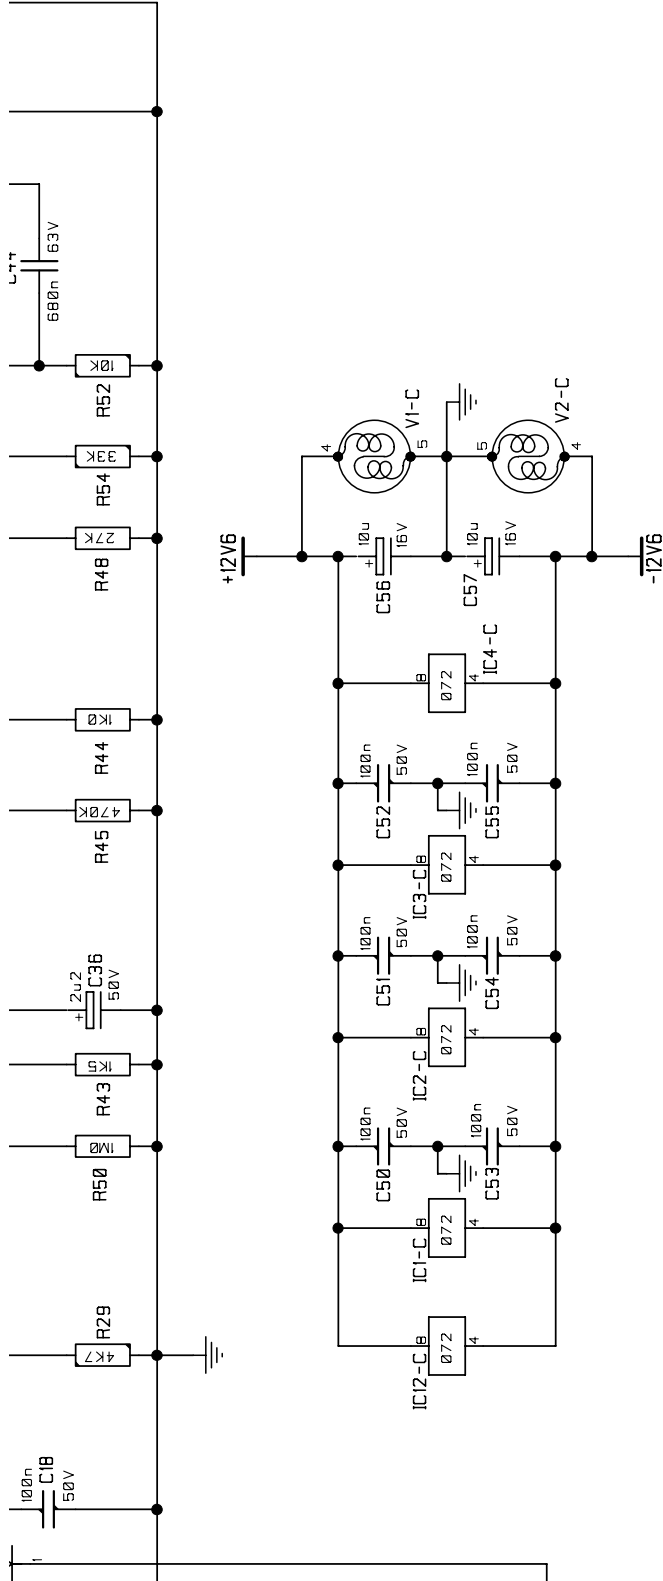 63V
680n
10K
R52
33K
R54
27K
R48
1K0
R44
470K
R45
2u2
+
C36
50V
1K5
R43
1M0
R50
R29
4K7
100n
C18
50V
1
V1-C
4
5
V2-C
5
4
+12V6
-12V6
10u
+
16V
C56
10u
+
16V
C57
IC4-C
8
072
4
100n
50V
C52
100n
50V
C55
IC3-C
8
072
4
100n
50V
C51
100n
50V
C54
IC2-C
8
072
4
100n
50V
C50
100n
50V
C53
IC1-C
8
072
4
IC12-C
8
072
4